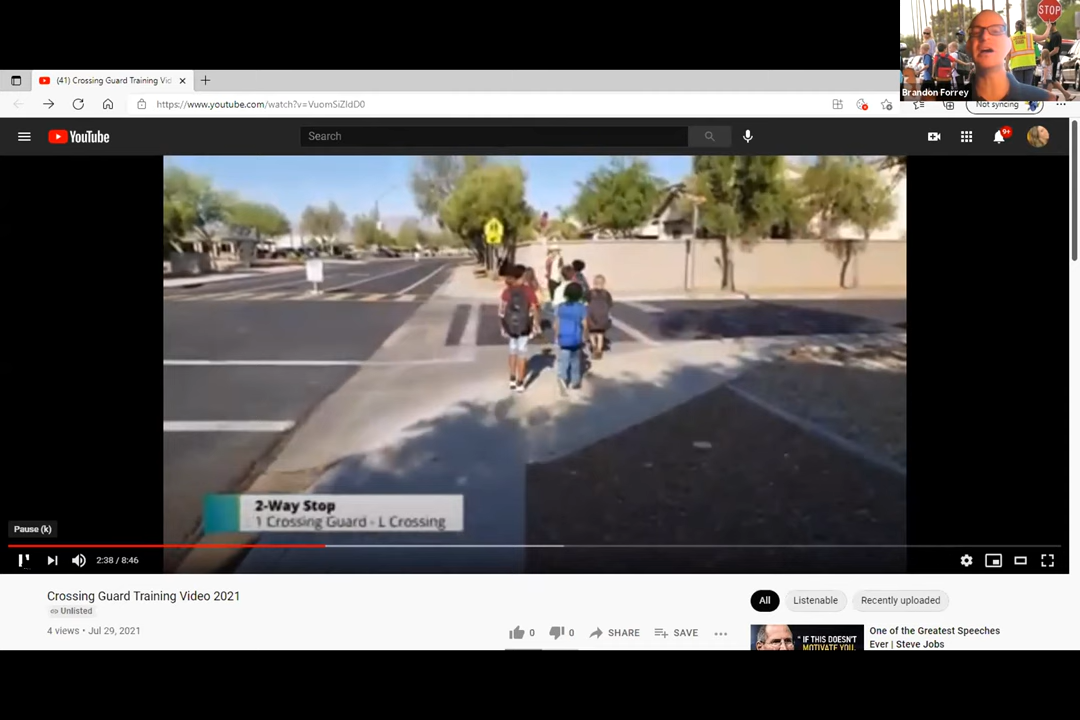 STOP
Brandon Forrey
(41) Crossing Guard Training Vid
https://www.youtube.com/watch?v=VuomSiZldD0
Not syncing
YouTube
Search
9+
2-Way Stop
1 Crossing Guard - L Crossing
Pause (k)
2:38 / 8:46
Crossing Guard Training Video 2021
Unlisted
4 views • Jul 29, 2021
0
0
SHARE
SAVE
All
Listenable
Recently uploaded
" IF THIS DOESN'T
MOTIVATE YOU,
One of the Greatest Speeches
Ever | Steve Jobs